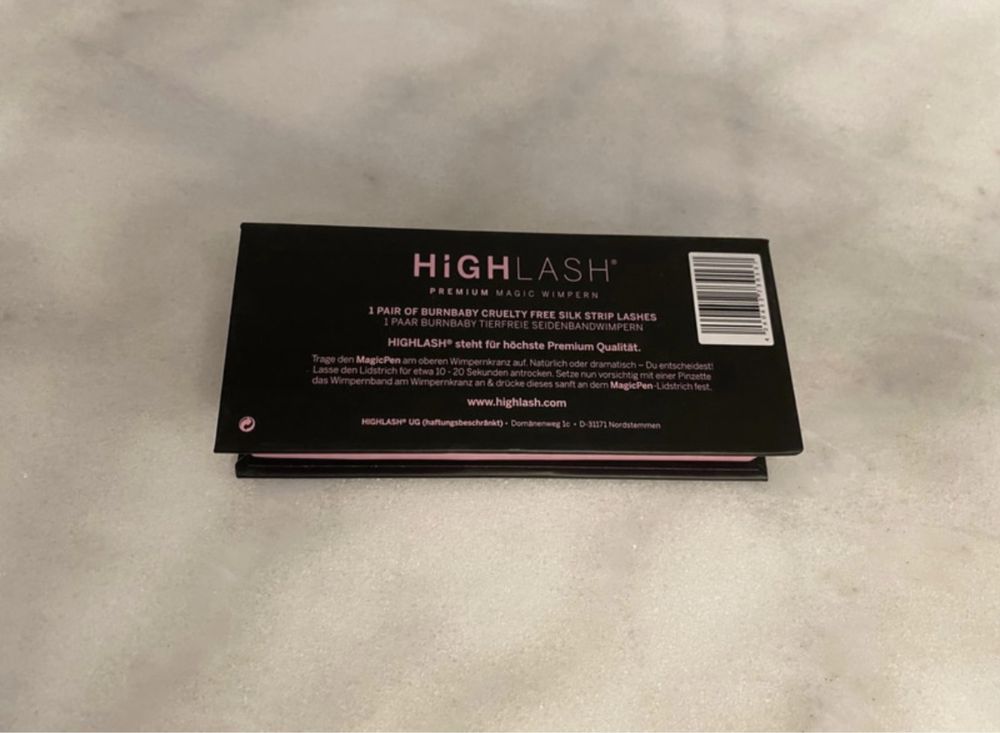 HiGHLASH®
PREMIUM MAGIC WIMPERN
1 PAIR OF BURNBABY CRUELTY FREE SILK STRIP LASHES
1 PAAR BURNBABY TIERFREIE SEIDENBANDWIMPERN
HIGHLASH® steht für höchste Premium Qualität.
Trage den MagicPen am oberen Wimpernkranz auf. Natürlich oder dramatisch – Du entscheidest!
Lasse den Lidstrich für etwa 10 - 20 Sekunden antrocken. Setze nun vorsichtig mit einer Pinzette
das Wimpernband am Wimpernkranz an & drücke dieses sanft an dem MagicPen-Lidstrich fest.
www.highlash.com
HIGHLASH® UG (haftungsbeschränkt) • Domänenweg 1c • D-31171 Nordstemmen